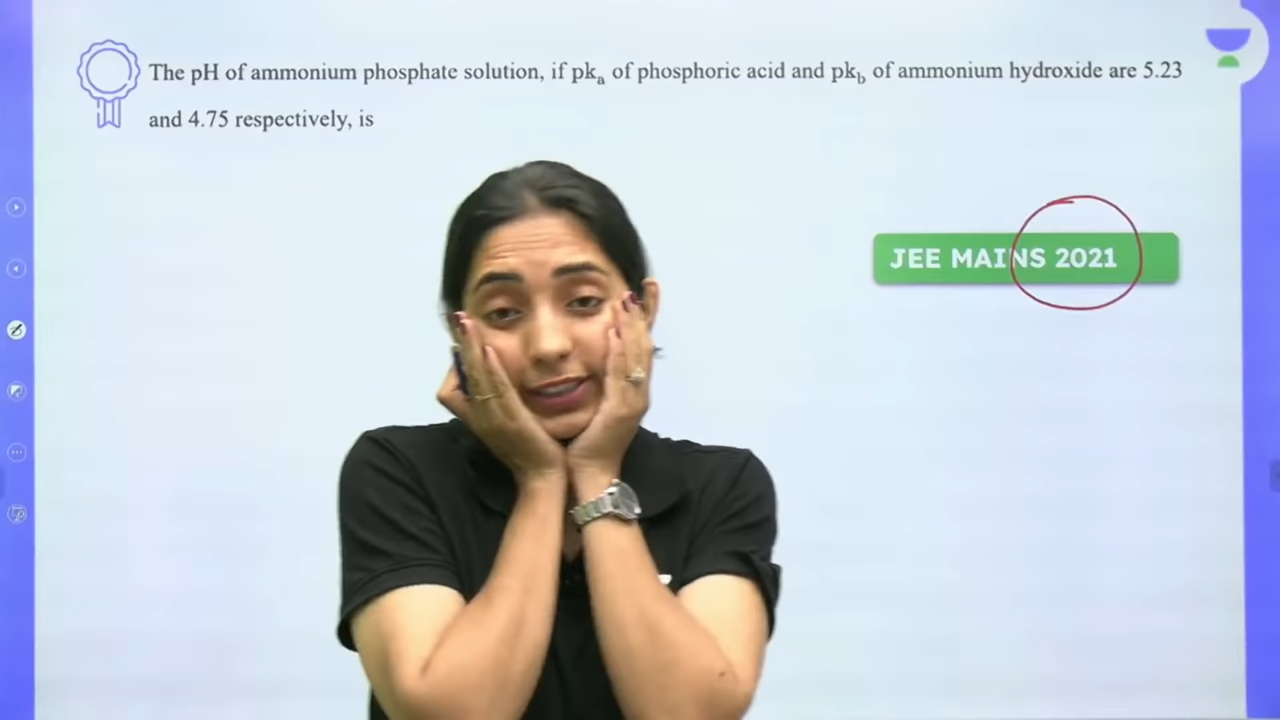 The pH of ammonium phosphate solution, if pkₐ of phosphoric acid and pk_b of ammonium hydroxide are 5.23
and 4.75 respectively, is
JEE MAINS 2021